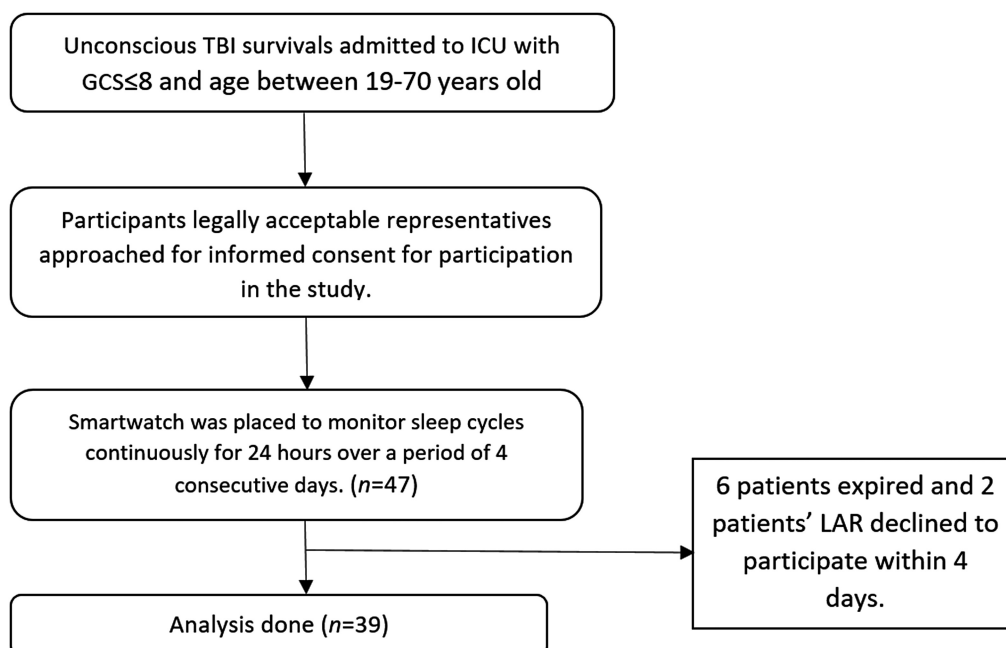 Unconscious TBI survivals admitted to ICU with
GCS≤8 and age between 19-70 years old
Participants legally acceptable representatives
approached for informed consent for participation
in the study.
Smartwatch was placed to monitor sleep cycles
continuously for 24 hours over a period of 4
consecutive days. (n=47)
6 patients expired and 2
patients’ LAR declined to
participate within 4
days.
Analysis done (n=39)